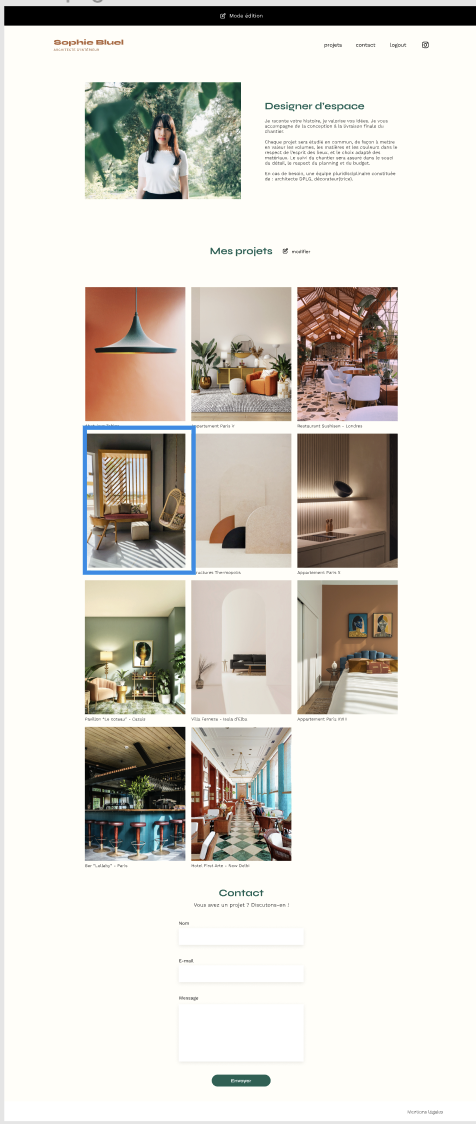 Mode édition
Sophie Bluel
ARCHITECTE D'INTÉRIEUR
projets contact logout
Designer d'espace
Je raconte votre histoire, je valorise vos idées. Je vous
accompagne de la conception à la livraison finale du
chantier.
Chaque projet sera étudié en commun, de façon à mettre
en valeur les volumes, les matières et les couleurs dans le
respect de l'esprit des lieux, et le choix adapté des
matériaux. Le suivi du chantier sera assuré dans le souci
du détail, le respect du planning et du budget.
En cas de besoin, une équipe pluridisciplinaire constituée
de : architecte DPLG, décorateur(trice).
Mes projets modifier
Appartement Paris V
Restaurant Sushisen - Londres
Structures Thermopolis
Appartement Paris X
Pavillon "Le coteau" - Cassis
Villa Ferneze - Isola d'Elba
Appartement Paris XVIII
Bar "Lullaby" - Paris
Hotel First Arte - New Delhi
Contact
Vous avez un projet ? Discutons-en !
Nom
E-mail
Message
Envoyer
Mentions légales